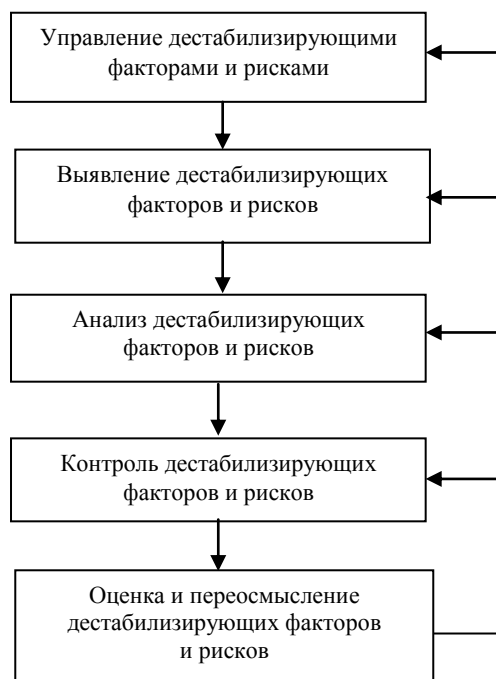 Управление дестабилизирующими
факторами и рисками
Выявление дестабилизирующих
факторов и рисков
Анализ дестабилизирующих
факторов и рисков
Контроль дестабилизирующих
факторов и рисков
Оценка и переосмысление
дестабилизирующих факторов
и рисков